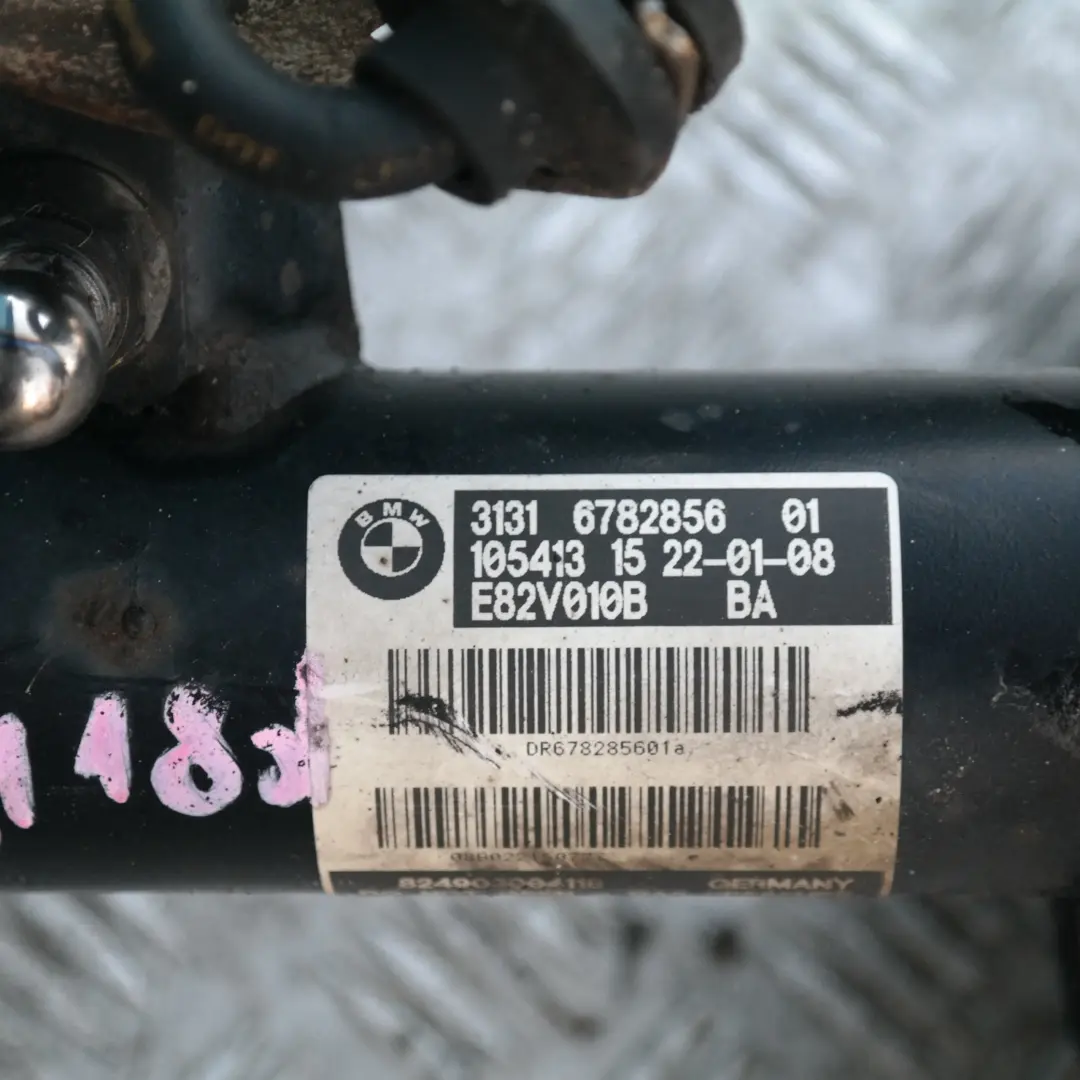 BMW
3131 6782856 01
105413 15 22-01-08
E82V010B BA
DR678285601a
118d
GERMANY